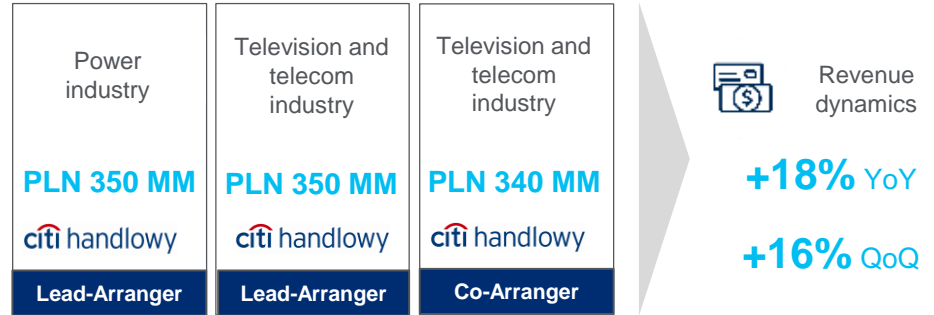 Power
industry
PLN 350 MM
citi handlowy
Lead-Arranger
Television and
telecom
industry
PLN 350 MM
citi handlowy
Lead-Arranger
Television and
telecom
industry
PLN 340 MM
citi handlowy
Co-Arranger
$
Revenue
dynamics
+18% YoY
+16% QoQ